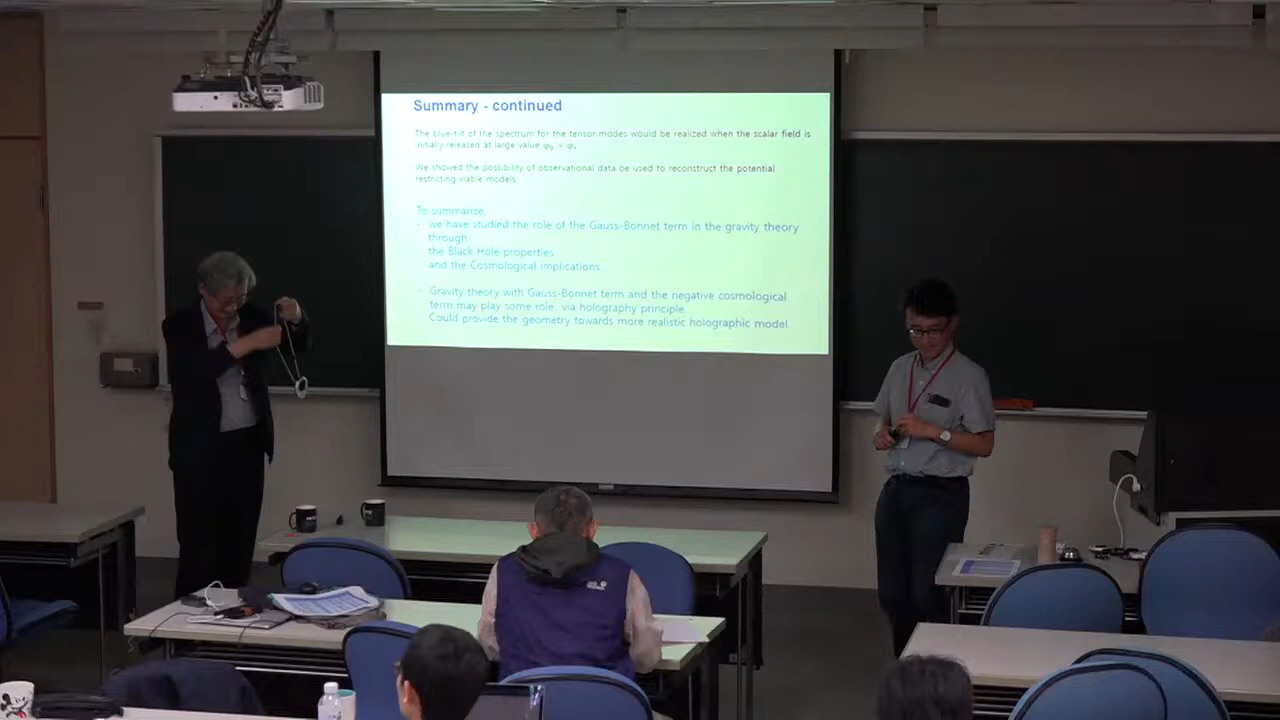 Summary - continued
The blue-tilt of the spectrum for the tensor modes would be realized when the scalar field is
initially released at large value φ₀ > φ*
We showed the possibility of observational data be used to reconstruct the potential
restricting viable models.
To summarize,
- we have studied the role of the Gauss-Bonnet term in the gravity theory
through
the Black Hole properties
and the Cosmological implications.
- Gravity theory with Gauss-Bonnet term and the negative cosmological
term may play some role via holography principle.
Could provide the geometry towards more realistic holographic model.